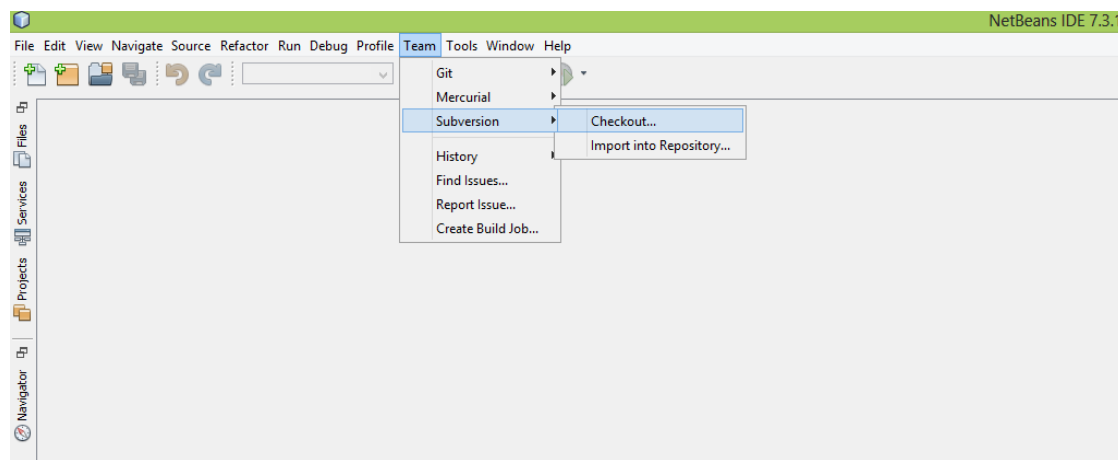 NetBeans IDE 7.3.1
File Edit View Navigate Source Refactor Run Debug Profile Team Tools Window Help
Git
Mercurial
Subversion
Checkout...
Import into Repository...
History
Find Issues...
Report Issue...
Create Build Job...
Files
Services
Projects
Navigator